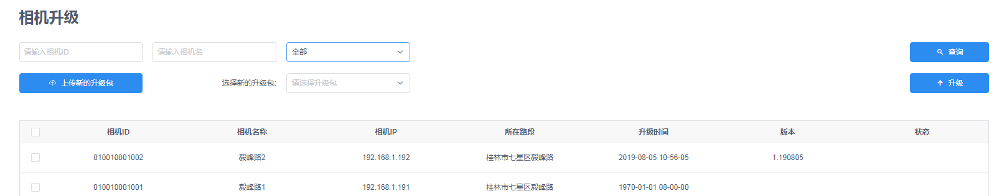 相机升级
请输入相机ID 请输入相机名 全部 查询
上传新的升级包 选择新的升级包: 请选择升级包 升级
相机ID 相机名称 相机IP 所在路段 升级时间 版本 状态
010010001002 毅峰路2 192.168.1.192 桂林市七星区毅峰路 2019-08-05 10-56-05 1.190805
010010001001 毅峰路1 192.168.1.191 桂林市七星区毅峰路 1970-01-01 08-00-00